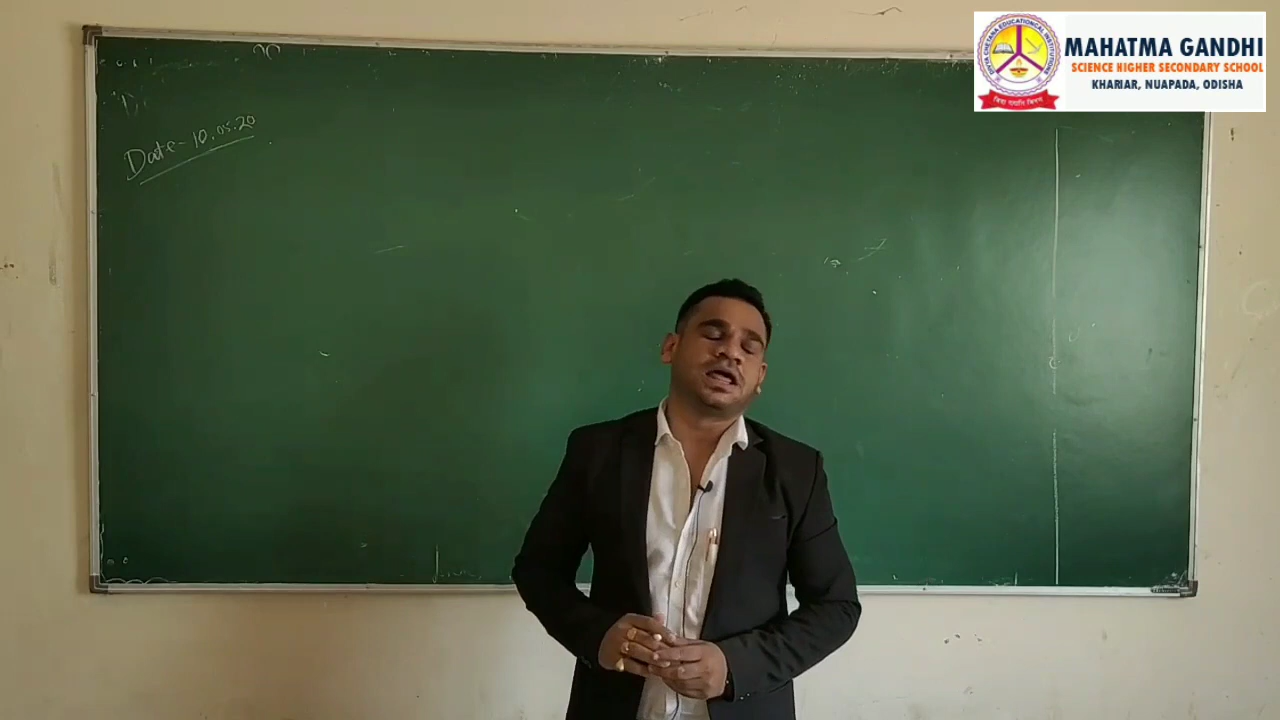 Date- 10.05.20
MAHATMA GANDHI
SCIENCE HIGHER SECONDARY SCHOOL
KHARIAR, NUAPADA, ODISHA